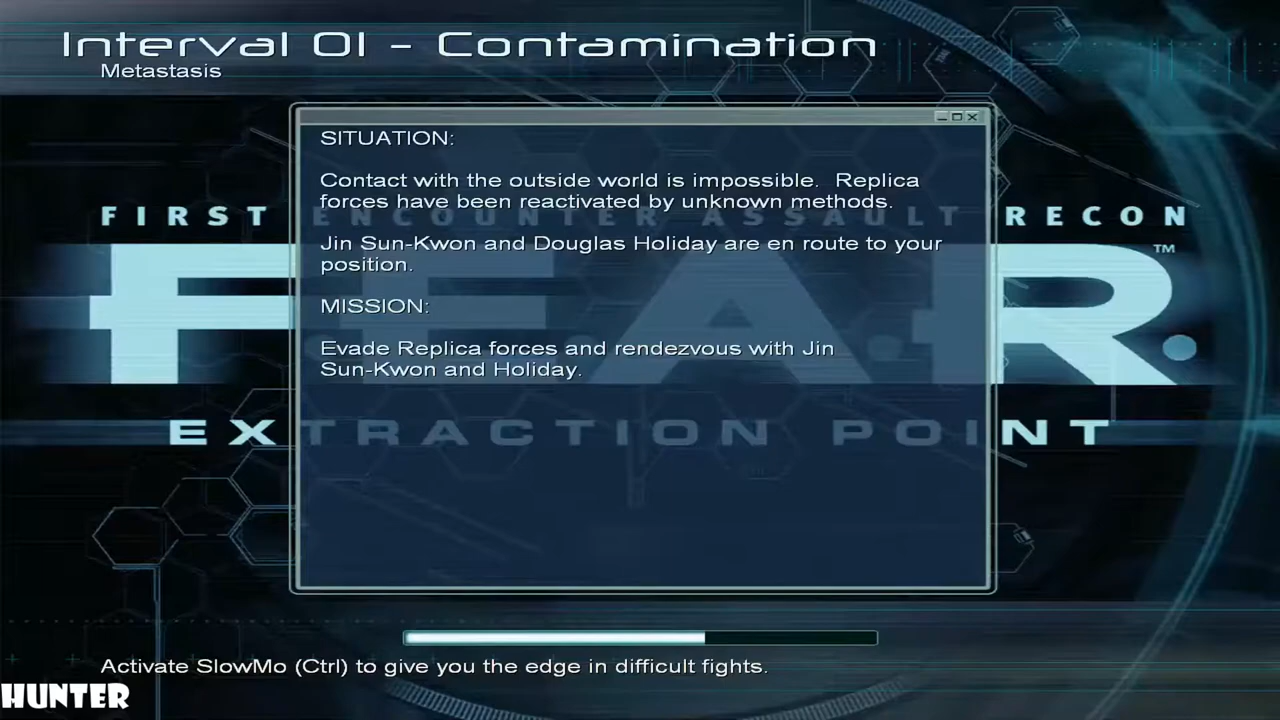 Interval 01 - Contamination
Metastasis
SITUATION:
Contact with the outside world is impossible.  Replica
forces have been reactivated by unknown methods.
FIRST ENCOUNTER ASSAULT RECON
Jin Sun-Kwon and Douglas Holiday are en route to your
position.
F.E.A.R. ™
MISSION:
Evade Replica forces and rendezvous with Jin
Sun-Kwon and Holiday.
EXTRACTION POINT
Activate SlowMo (Ctrl) to give you the edge in difficult fights.
HUNTER